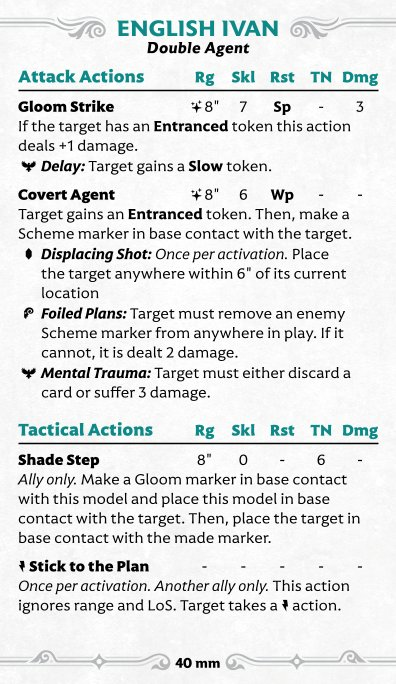 ENGLISH IVAN
Double Agent
Attack Actions Rg Skl Rst TN Dmg
Gloom Strike 8" 7 Sp - 3
If the target has an Entranced token this action
deals +1 damage.
Delay: Target gains a Slow token.
Covert Agent 8" 6 Wp - -
Target gains an Entranced token. Then, make a
Scheme marker in base contact with the target.
Displacing Shot: Once per activation. Place
the target anywhere within 6" of its current
location
Foiled Plans: Target must remove an enemy
Scheme marker from anywhere in play. If it
cannot, it is dealt 2 damage.
Mental Trauma: Target must either discard a
card or suffer 3 damage.
Tactical Actions Rg Skl Rst TN Dmg
Shade Step 8" 0 - 6 -
Ally only. Make a Gloom marker in base contact
with this model and place this model in base
contact with the target. Then, place the target in
base contact with the made marker.
Stick to the Plan - - - - -
Once per activation. Another ally only. This action
ignores range and LoS. Target takes a action.
40 mm